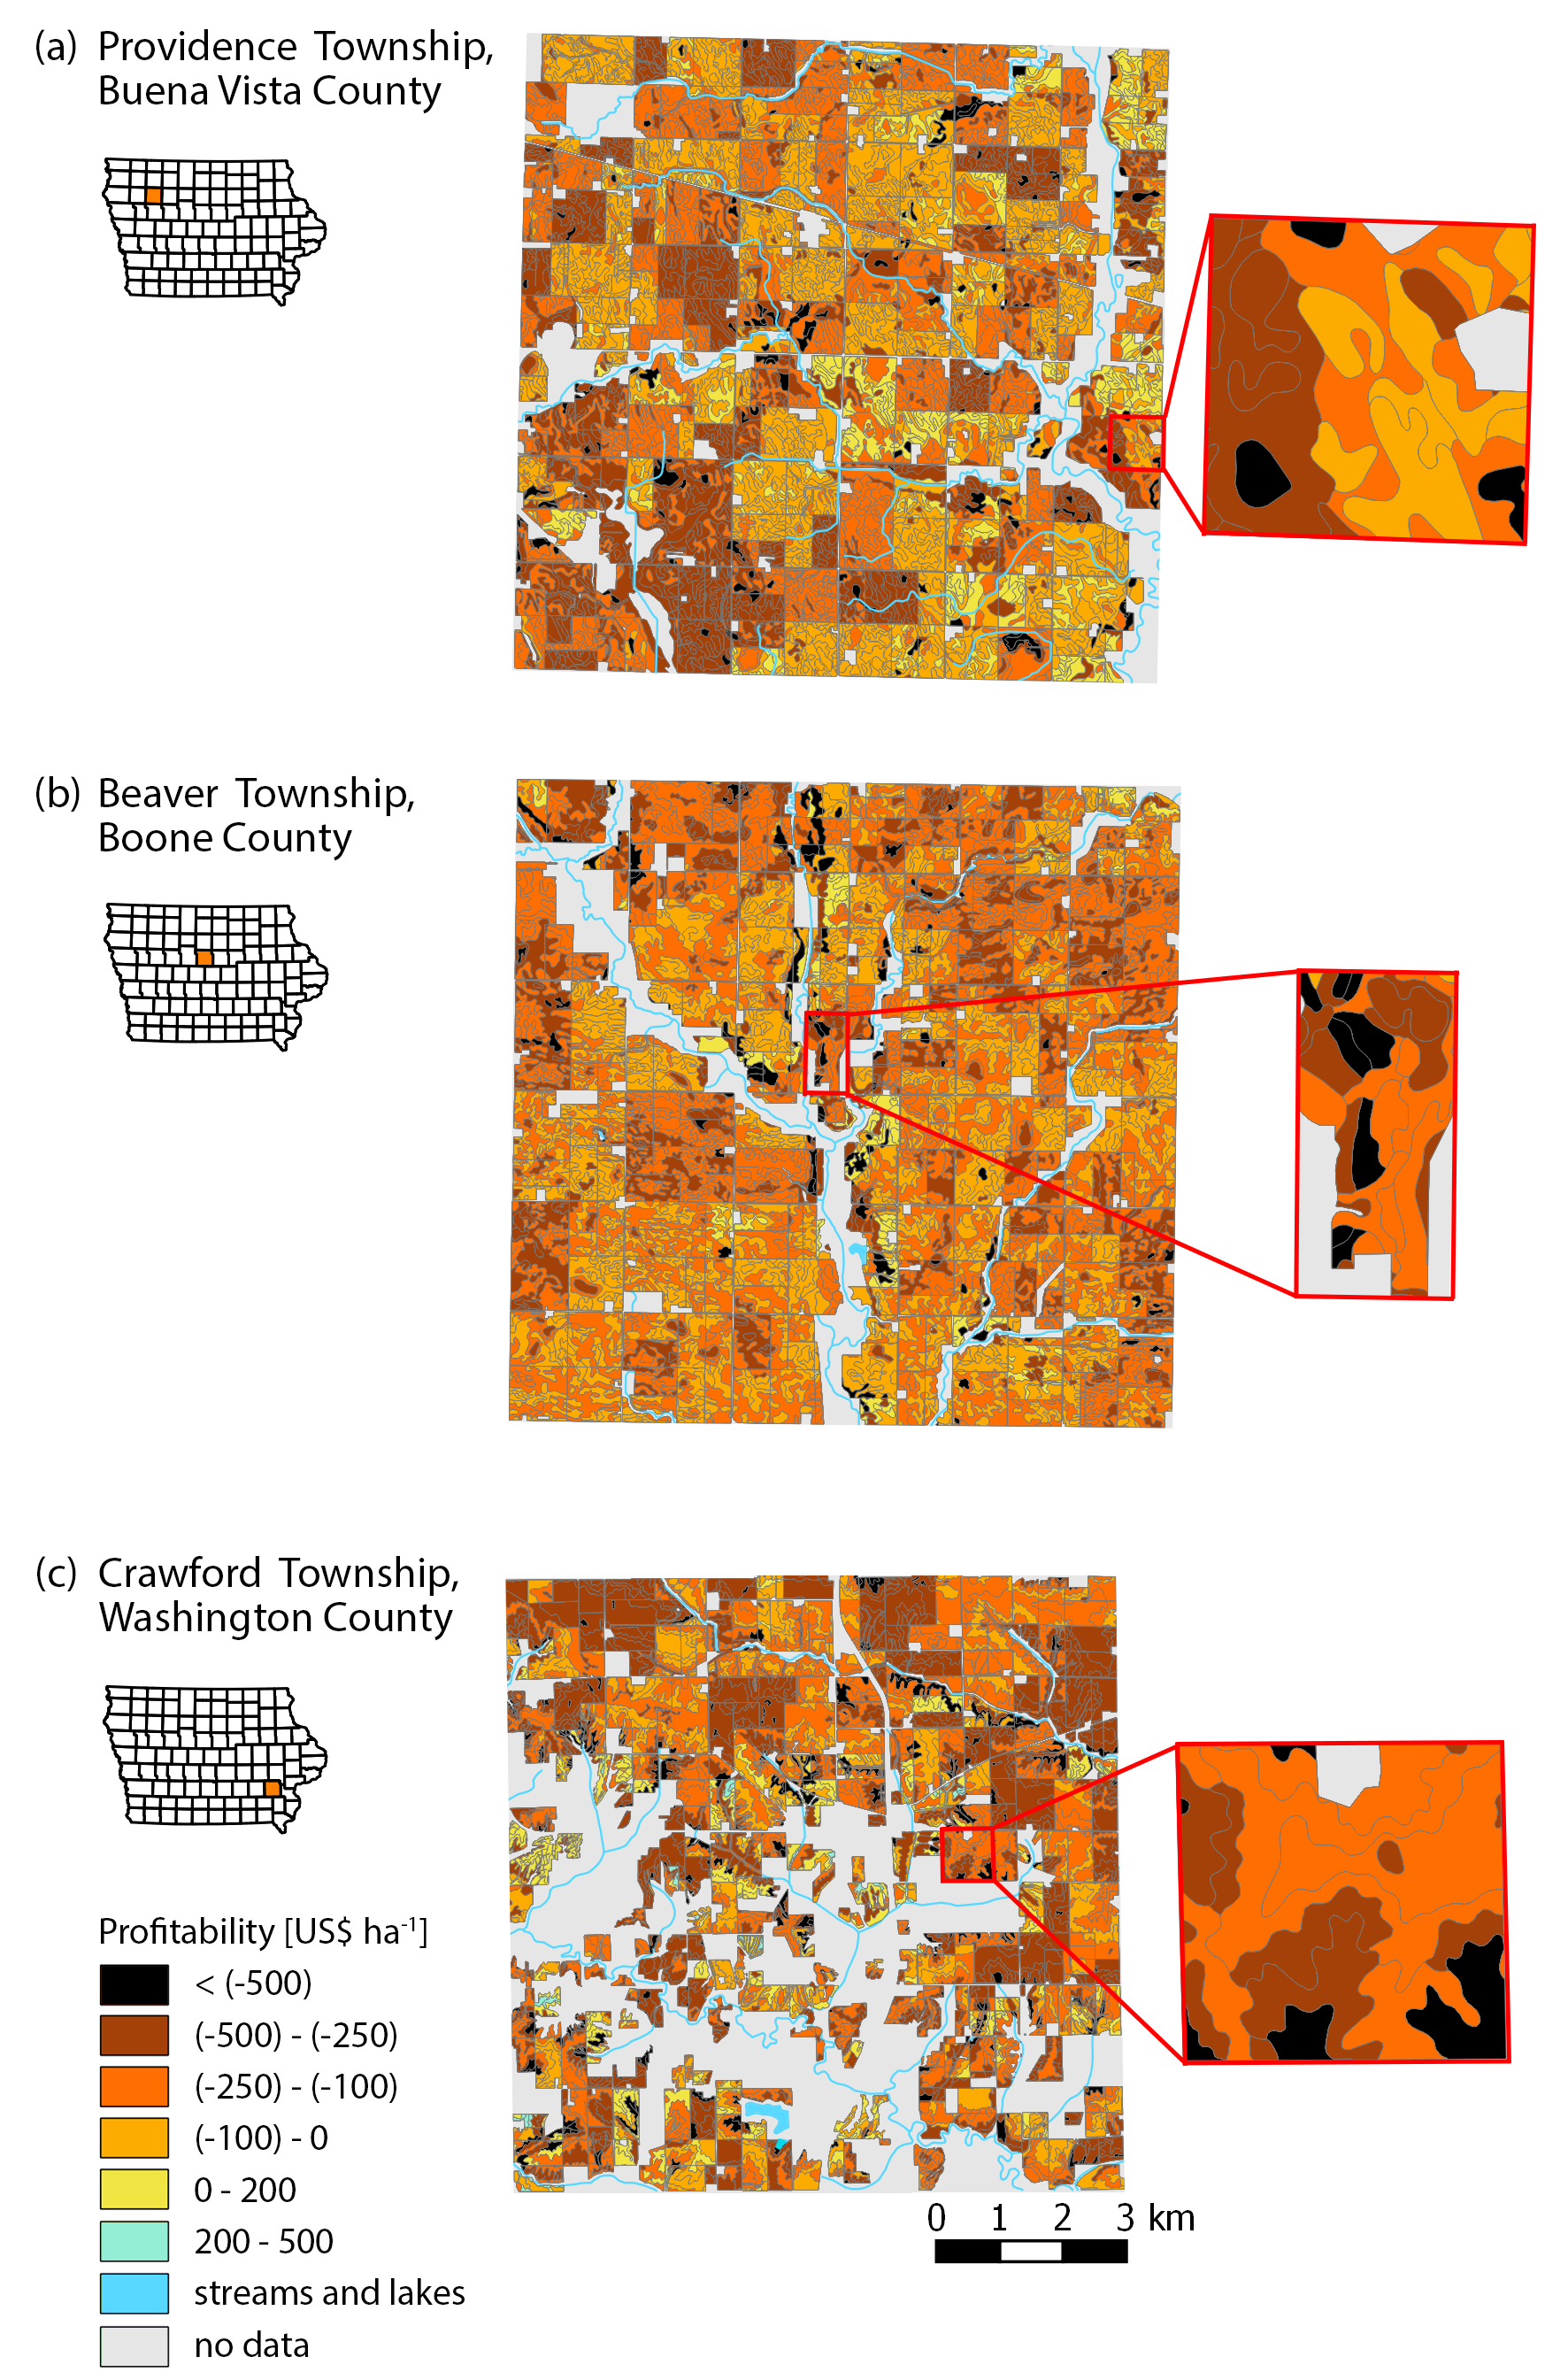 (a) Providence Township,
Buena Vista County
(b) Beaver Township,
Boone County
(c) Crawford Township,
Washington County
Profitability [US$ ha⁻¹]
< (-500)
(-500) - (-250)
(-250) - (-100)
(-100) - 0
0 - 200
200 - 500
streams and lakes
no data
0 1 2 3 km